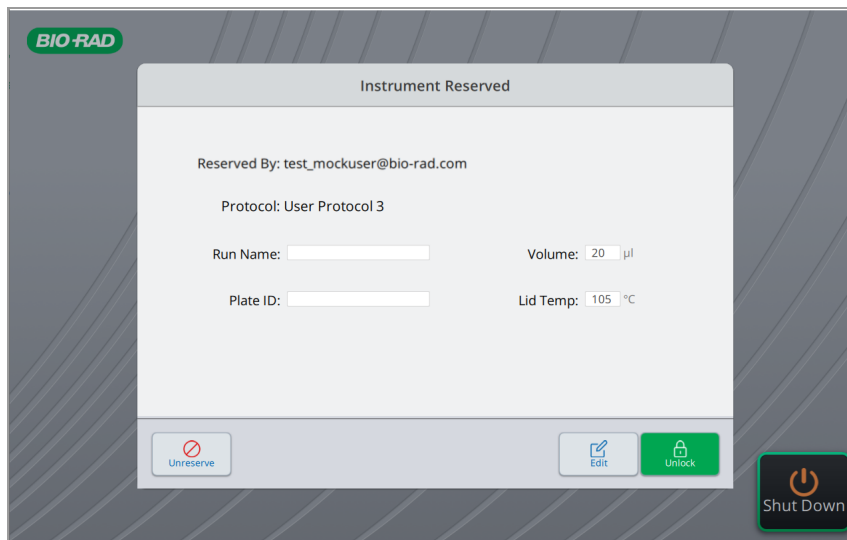 BIO-RAD
Instrument Reserved
Reserved By: test_mockuser@bio-rad.com
Protocol: User Protocol 3
Run Name: Volume: 20 µl
Plate ID: Lid Temp: 105 °C
Unreserve Edit Unlock
Shut Down